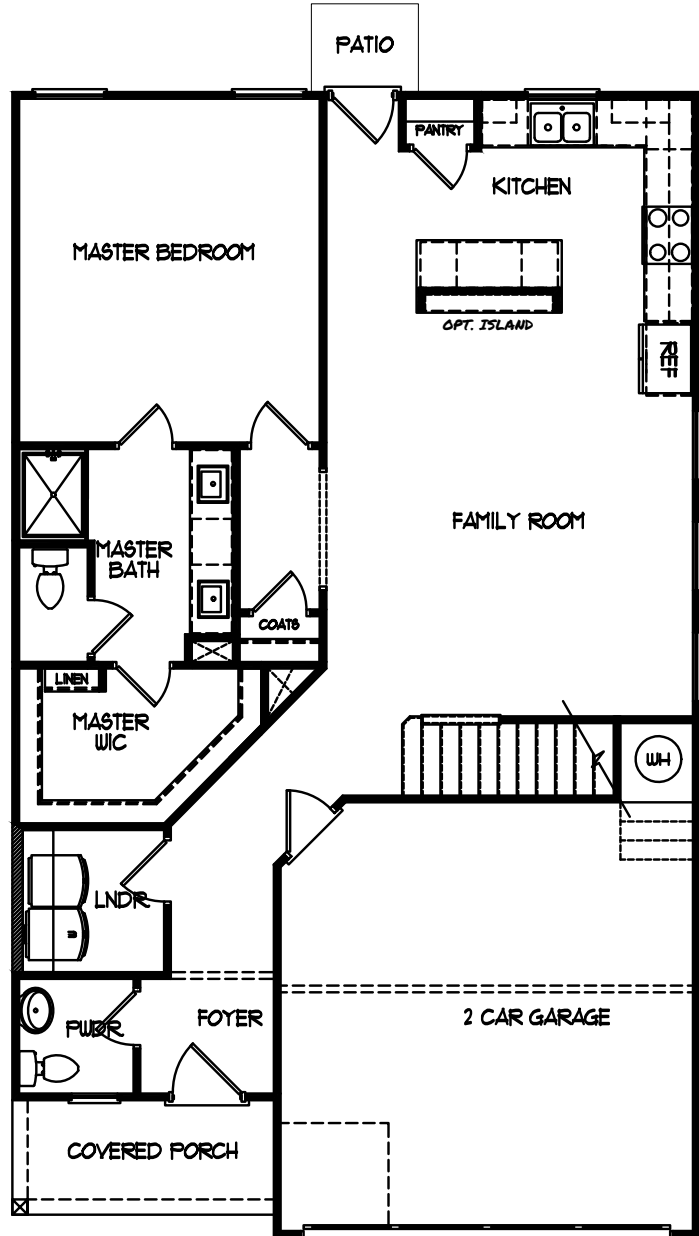 PATIO
PANTRY
KITCHEN
MASTER BEDROOM
OPT. ISLAND
REF
FAMILY ROOM
MASTER
BATH
COATS
LINEN
MASTER
WIC
WH
LNDR
FOYER
2 CAR GARAGE
PWDR
COVERED PORCH